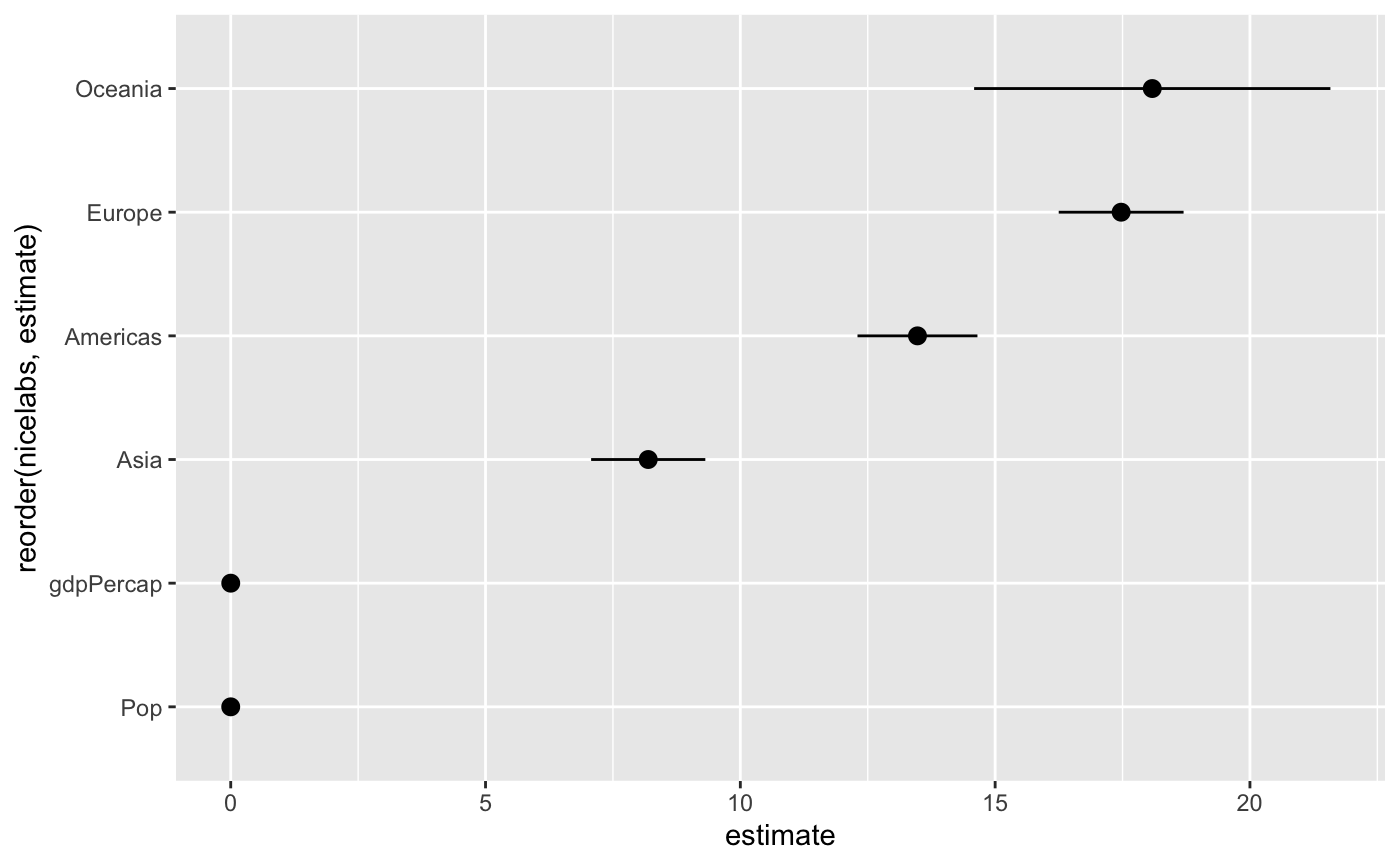 Oceania
Europe
Americas
Asia
gdpPercap
Pop
reorder(nicelabs, estimate)
0 5 10 15 20
estimate